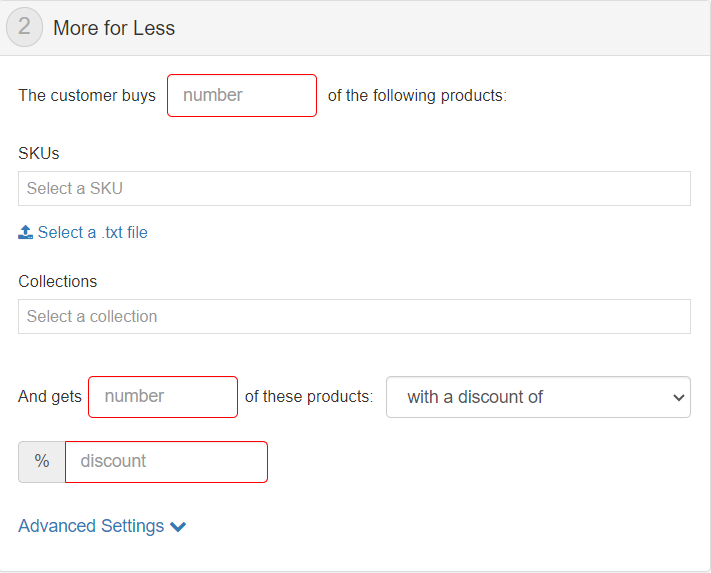 2 More for Less
The customer buys number of the following products:
SKUs
Select a SKU
Select a .txt file
Collections
Select a collection
And gets number of these products: with a discount of
% discount
Advanced Settings